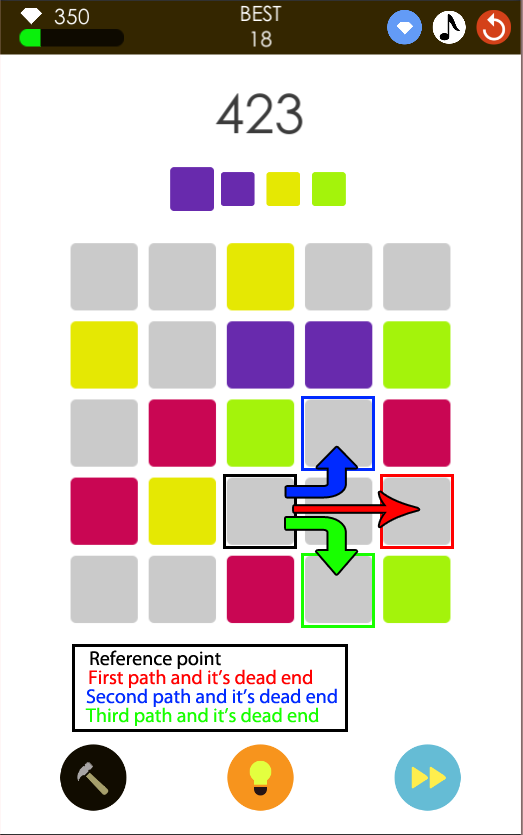 350
BEST
18
423
Reference point
First path and it's dead end
Second path and it's dead end
Third path and it's dead end